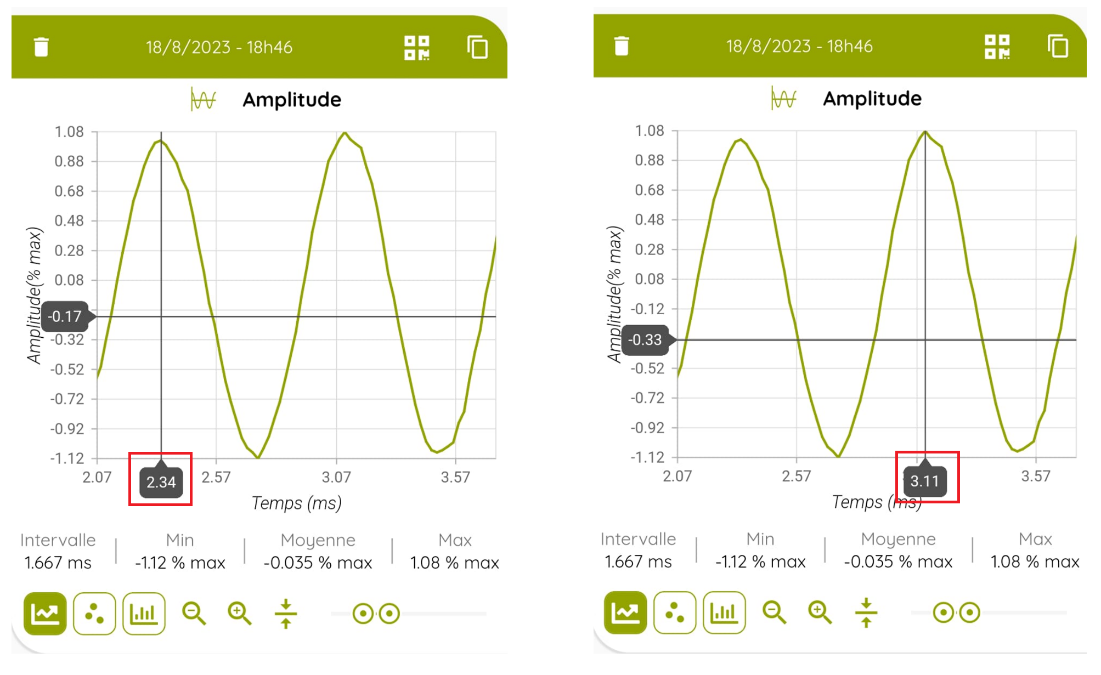 18/8/2023 - 18h46
Amplitude
1.08
0.88
0.68
0.48
0.28
0.08
-0.17
-0.32
-0.52
-0.72
-0.92
-1.12
Amplitude(% max)
2.07 2.34 2.57 3.07 3.57
Temps (ms)
Intervalle Min Moyenne Max
1.667 ms -1.12 % max -0.035 % max 1.08 % max
18/8/2023 - 18h46
Amplitude
1.08
0.88
0.68
0.48
0.28
0.08
-0.12
-0.33
-0.52
-0.72
-0.92
-1.12
Amplitude(% max)
2.07 2.57 3.11 3.57
Temps (ms)
Intervalle Min Moyenne Max
1.667 ms -1.12 % max -0.035 % max 1.08 % max